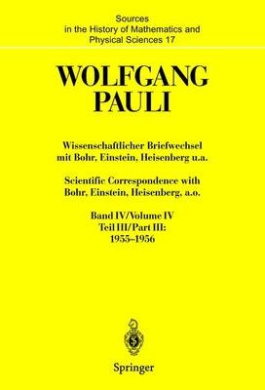 Sources
in the History of Mathematics and
Physical Sciences 17
WOLFGANG
PAULI
Wissenschaftlicher Briefwechsel
mit Bohr, Einstein, Heisenberg u.a.
Scientific Correspondence with
Bohr, Einstein, Heisenberg, a.o.
Band IV/Volume IV
Teil III/Part III:
1955–1956
Springer